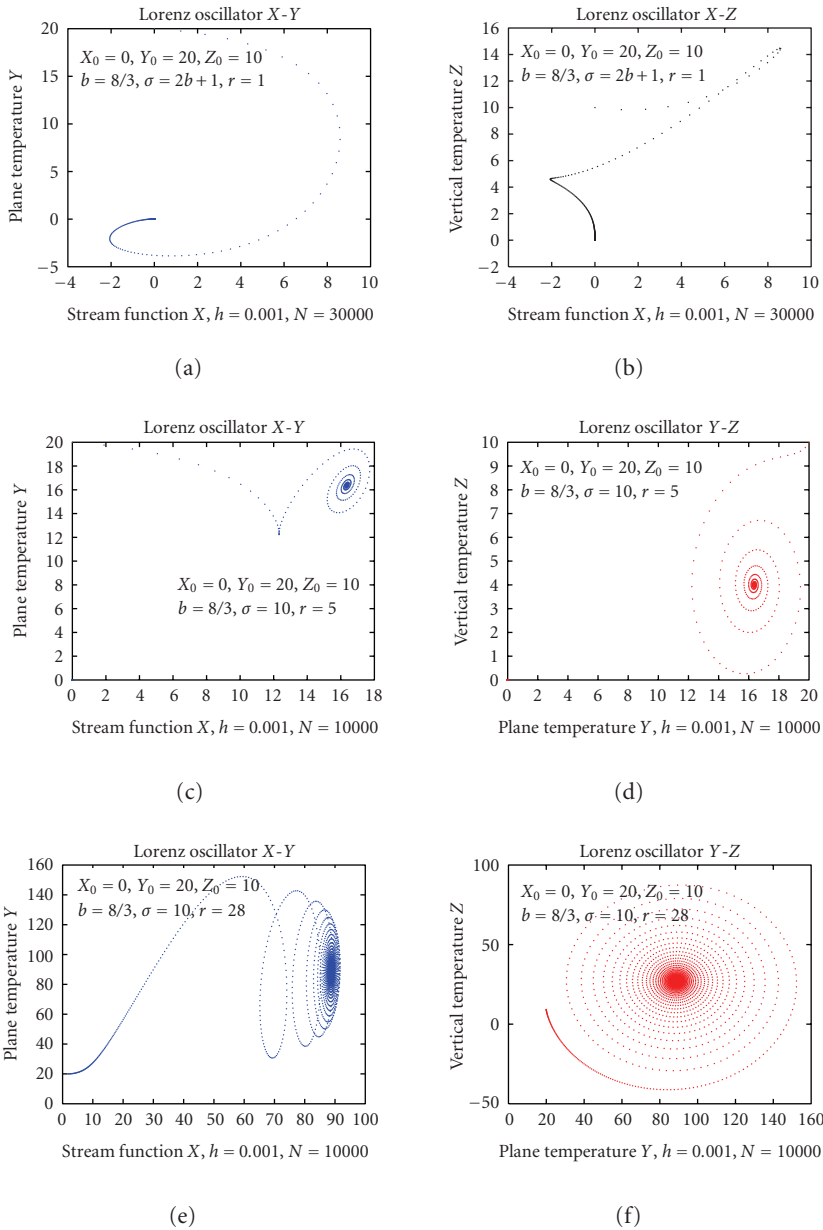 Lorenz oscillator X-Y
X₀ = 0, Y₀ = 20, Z₀ = 10
b = 8/3, σ = 2b+1, r = 1
Plane temperature Y
20
15
10
5
0
−5
−4 −2 0 2 4 6 8 10
Stream function X, h = 0.001, N = 30000
(a)
Lorenz oscillator X-Z
X₀ = 0, Y₀ = 20, Z₀ = 10
b = 8/3, σ = 2b+1, r = 1
Vertical temperature Z
16
14
12
10
8
6
4
2
0
−2
−4 −2 0 2 4 6 8 10
Stream function X, h = 0.001, N = 30000
(b)
Lorenz oscillator X-Y
X₀ = 0, Y₀ = 20, Z₀ = 10
b = 8/3, σ = 10, r = 5
Plane temperature Y
20
18
16
14
12
10
8
6
4
2
0
0 2 4 6 8 10 12 14 16 18
Stream function X, h = 0.001, N = 10000
(c)
Lorenz oscillator Y-Z
X₀ = 0, Y₀ = 20, Z₀ = 10
b = 8/3, σ = 10, r = 5
Vertical temperature Z
10
9
8
7
6
5
4
3
2
1
0
0 2 4 6 8 10 12 14 16 18 20
Plane temperature Y, h = 0.001, N = 10000
(d)
Lorenz oscillator X-Y
X₀ = 0, Y₀ = 20, Z₀ = 10
b = 8/3, σ = 10, r = 28
Plane temperature Y
160
140
120
100
80
60
40
20
0
0 10 20 30 40 50 60 70 80 90 100
Stream function X, h = 0.001, N = 10000
(e)
Lorenz oscillator Y-Z
X₀ = 0, Y₀ = 20, Z₀ = 10
b = 8/3, σ = 10, r = 28
Vertical temperature Z
100
50
0
−50
0 20 40 60 80 100 120 140 160
Plane temperature Y, h = 0.001, N = 10000
(f)